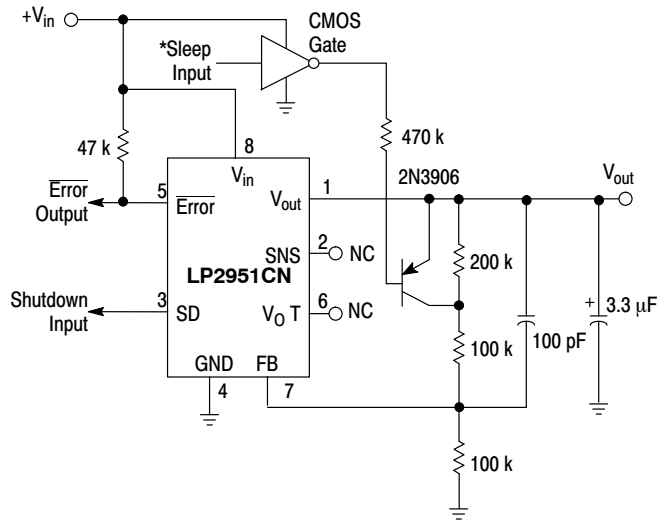 +Vin
*Sleep
Input
CMOS
Gate
47 k
470 k
8
Vin
2N3906
Vout
Error
Output
5
Error
Vout
1
SNS
2
NC
200 k
LP2951CN
Shutdown
Input
3
SD
VO T
6
NC
100 k
100 pF
+
3.3 µF
GND
FB
4
7
100 k